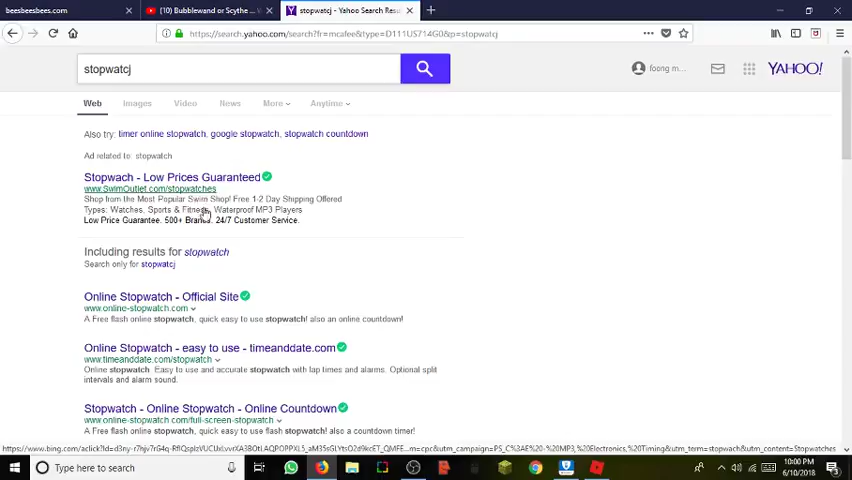 beesbeesbees.com
(10) Bubblewand or Scythe ...
stopwatcj - Yahoo Search Resu
https://search.yahoo.com/search?fr=mcafee&type=D111US714G0&p=stopwatcj
stopwatcj
foong m...
YAHOO!
Web
Images
Video
News
More
Anytime
Also try: timer online stopwatch, google stopwatch, stopwatch countdown
Ad related to: stopwatch
Stopwach - Low Prices Guaranteed
www.SwimOutlet.com/stopwatches
Shop from the Most Popular Swim Shop! Free 1-2 Day Shipping Offered
Types: Watches, Sports & Fitness, Waterproof MP3 Players
Low Price Guarantee. 500+ Brands. 24/7 Customer Service.
Including results for stopwatch
Search only for stopwatcj
Online Stopwatch - Official Site
www.online-stopwatch.com
A Free flash online stopwatch, quick easy to use stopwatch! also an online countdown!
Online Stopwatch - easy to use - timeanddate.com
www.timeanddate.com/stopwatch
Online stopwatch. Easy to use and accurate stopwatch with lap times and alarms. Optional split
intervals and alarm sound.
Stopwatch - Online Stopwatch - Online Countdown
www.online-stopwatch.com/full-screen-stopwatch
A Free flash online stopwatch, quick easy to use stopwatch! also a countdown timer!
Type here to search
10:00 PM
6/10/2018